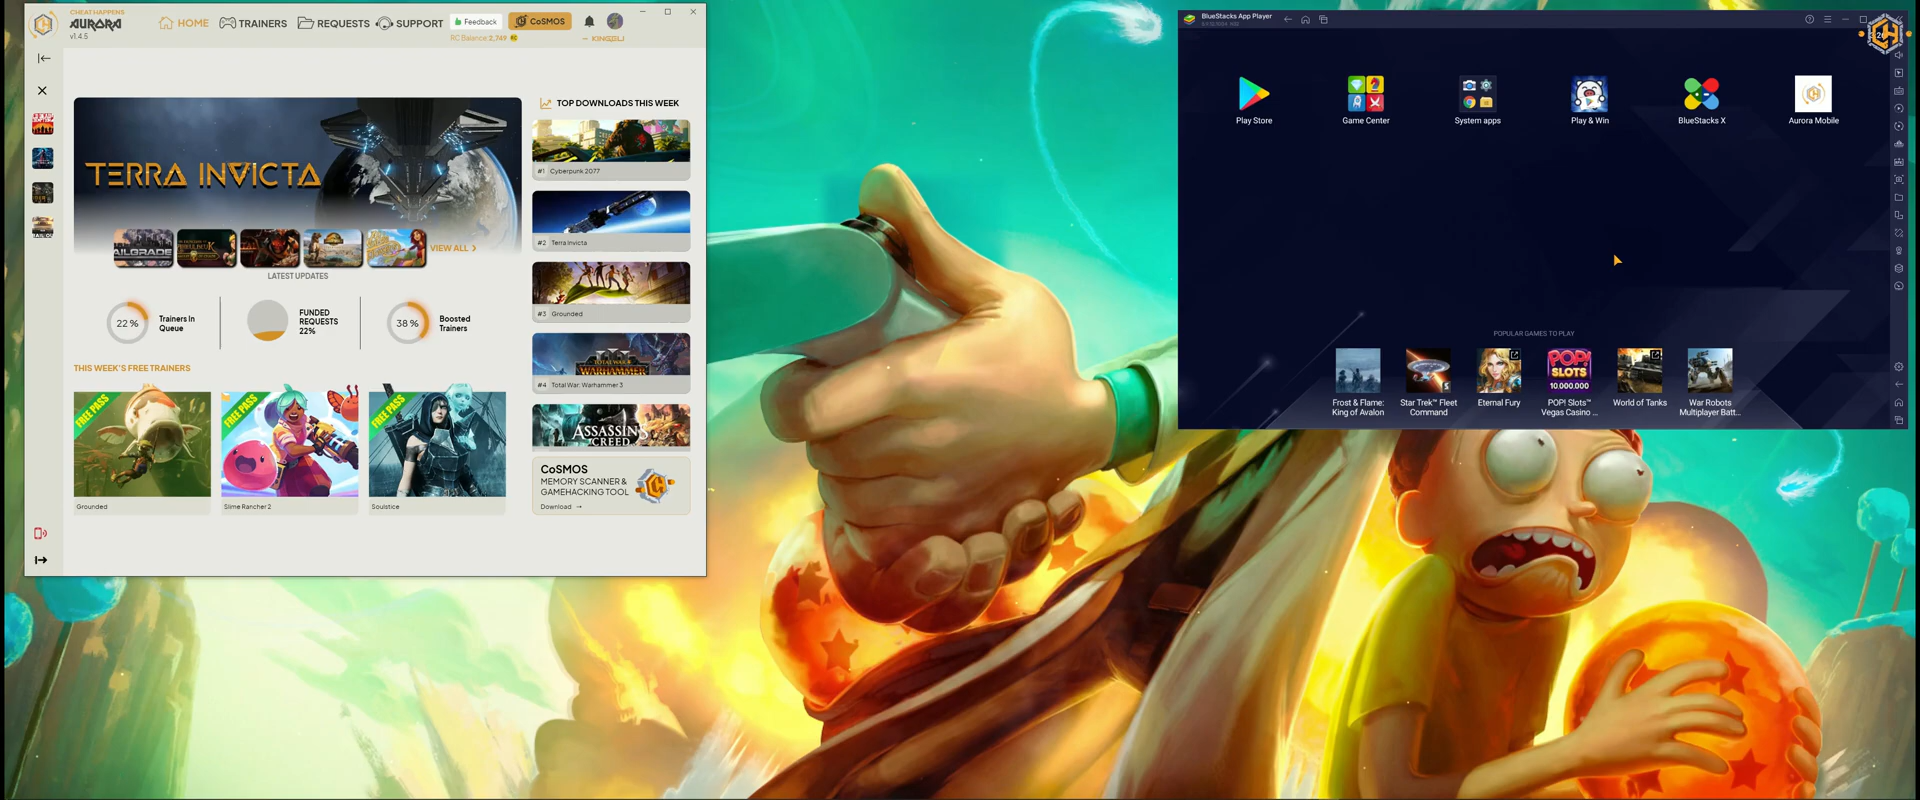 CHEAT HAPPENS
AURORA
v1.4.5
HOME
TRAINERS
REQUESTS
SUPPORT
Feedback
CoSMOS
RC Balance: 2,749
TERRA INVICTA
VIEW ALL
LATEST UPDATES
22 %
Trainers in
Queue
FUNDED
REQUESTS
22%
38 %
Boosted
Trainers
THIS WEEK'S FREE TRAINERS
FREE PASS
FREE PASS
FREE PASS
Grounded
Slime Rancher 2
Soulstice
TOP DOWNLOADS THIS WEEK
#1 Cyberpunk 2077
#2 Terra Invicta
#3 Grounded
TOTAL WAR
WARHAMMER
#4 Total War: Warhammer 3
ASSASSIN'S
CREED
CoSMOS
MEMORY SCANNER &
GAMEHACKING TOOL
Download →
BlueStacks App Player
Play Store
Game Center
System apps
Play & Win
BlueStacks X
Aurora Mobile
POPULAR GAMES TO PLAY
POP!
SLOTS
10,000,000
Frost & Flame:
King of Avalon
Star Trek™ Fleet
Command
Eternal Fury
POP! Slots™
Vegas Casino ...
World of Tanks
War Robots
Multiplayer Batt...